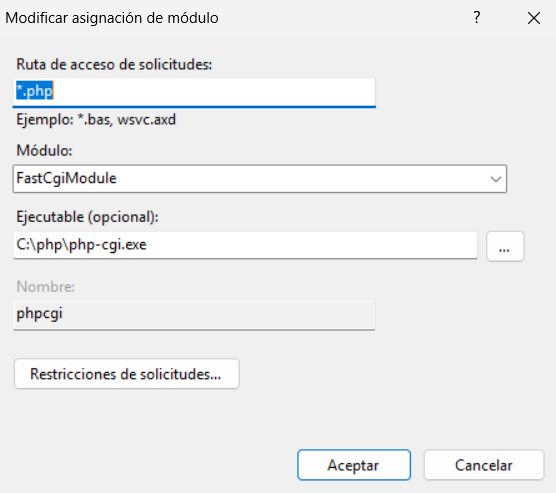 Modificar asignación de módulo
?
Ruta de acceso de solicitudes:
*.php
Ejemplo: *.bas, wsvc.axd
Módulo:
FastCgiModule
Ejecutable (opcional):
C:\php\php-cgi.exe
...
Nombre:
phpcgi
Restricciones de solicitudes...
Aceptar Cancelar